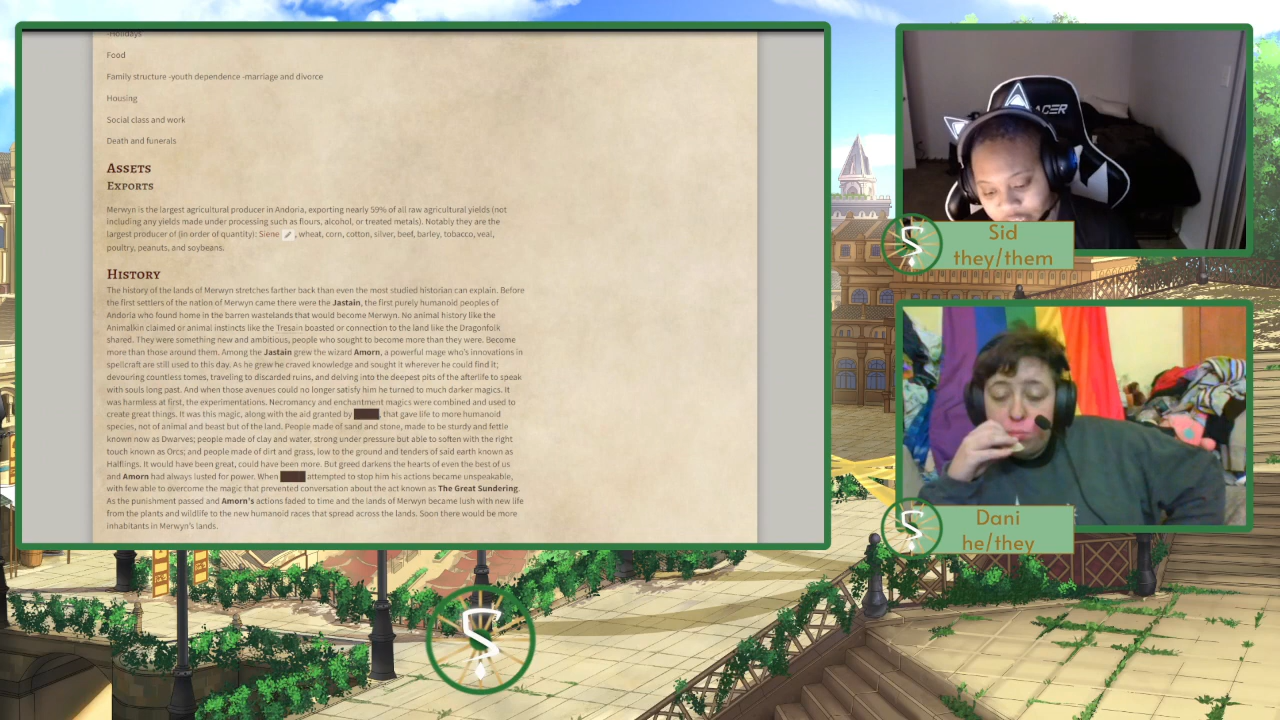 -Holidays
Food
Family structure -youth dependence -marriage and divorce
Housing
Social class and work
Death and funerals
ASSETS
EXPORTS
Merwyn is the largest agricultural producer in Andoria, exporting nearly 59% of all raw agricultural yields (not
including any yields made under processing such as flours, alcohol, or treated metals). Notably they are the
largest producer of (in order of quantity): Siene , wheat, corn, cotton, silver, beef, barley, tobacco, veal,
poultry, peanuts, and soybeans.
HISTORY
The history of the lands of Merwyn stretches farther back than even the most studied historian can explain. Before
the first settlers of the nation of Merwyn came there were the Jastain, the first purely humanoid peoples of
Andoria who found home in the barren wastelands that would become Merwyn. No animal history like the
Animalkin claimed or animal instincts like the Tresain boasted or connection to the land like the Dragonfolk
shared. They were something new and ambitious, people who sought to become more than they were. Become
more than those around them. Among the Jastain grew the wizard Amorn, a powerful mage who's innovations in
spellcraft are still used to this day. As he grew he craved knowledge and sought it wherever he could find it;
devouring countless tomes, traveling to discarded ruins, and delving into the deepest pits of the afterlife to speak
with souls long past. And when those avenues could no longer satisfy him he turned to much darker magics. It
was harmless at first, the experimentations. Necromancy and enchantment magics were combined and used to
create great things. It was this magic, along with the aid granted by , that gave life to more humanoid
species, not of animal and beast but of the land. People made of sand and stone, made to be sturdy and fettle
known now as Dwarves; people made of clay and water, strong under pressure but able to soften with the right
touch known as Orcs; and people made of dirt and grass, low to the ground and tenders of said earth known as
Halflings. It would have been great, could have been more. But greed darkens the hearts of even the best of us
and Amorn had always lusted for power. When attempted to stop him his actions became unspeakable,
with few able to overcome the magic that prevented conversation about the act known as The Great Sundering.
As the punishment passed and Amorn's actions faded to time and the lands of Merwyn became lush with new life
from the plants and wildlife to the new humanoid races that spread across the lands. Soon there would be more
inhabitants in Merwyn's lands.
ACER
S
Sid
they/them
S
Dani
he/they
S